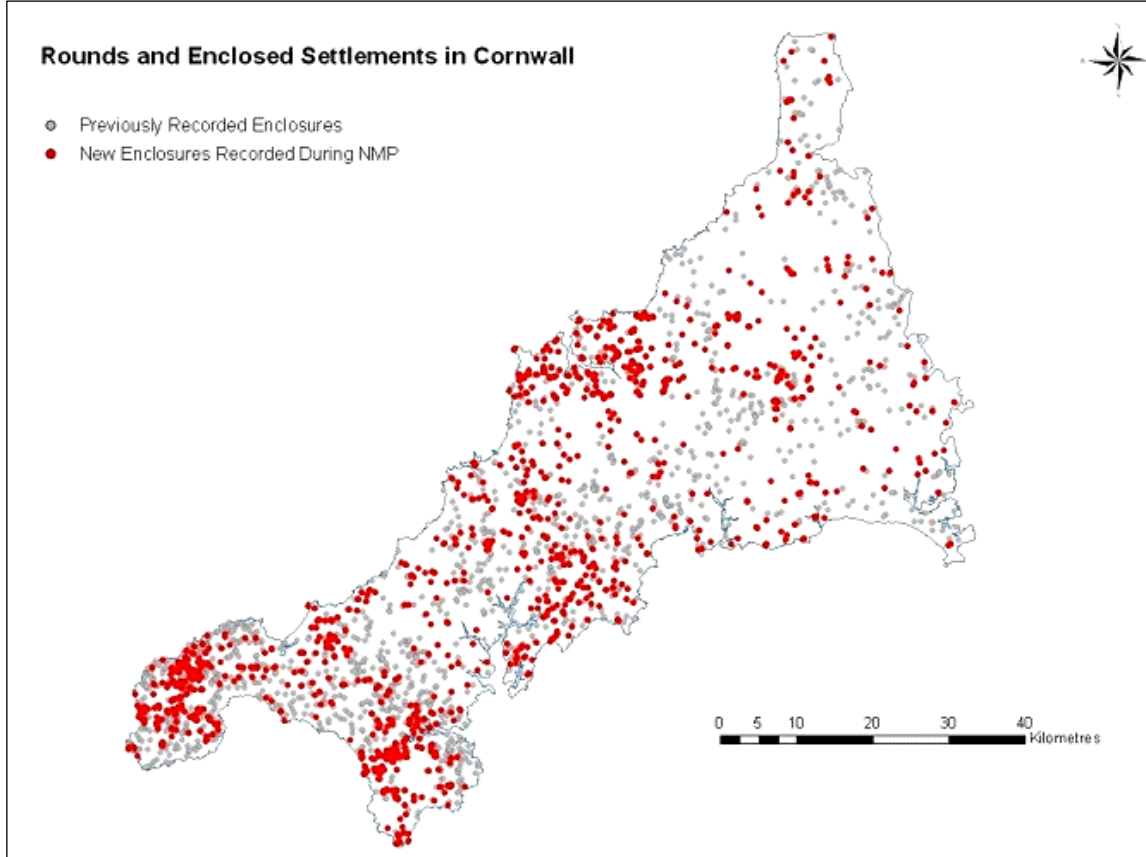 Rounds and Enclosed Settlements in Cornwall
Previously Recorded Enclosures
New Enclosures Recorded During NMP
0 5 10 20 30 40
Kilometres